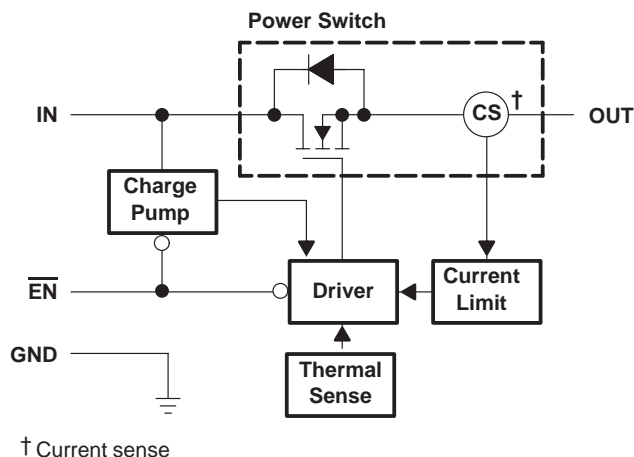 Power Switch
IN
CS
†
OUT
Charge
Pump
EN
Driver
Current
Limit
GND
Thermal
Sense
† Current sense